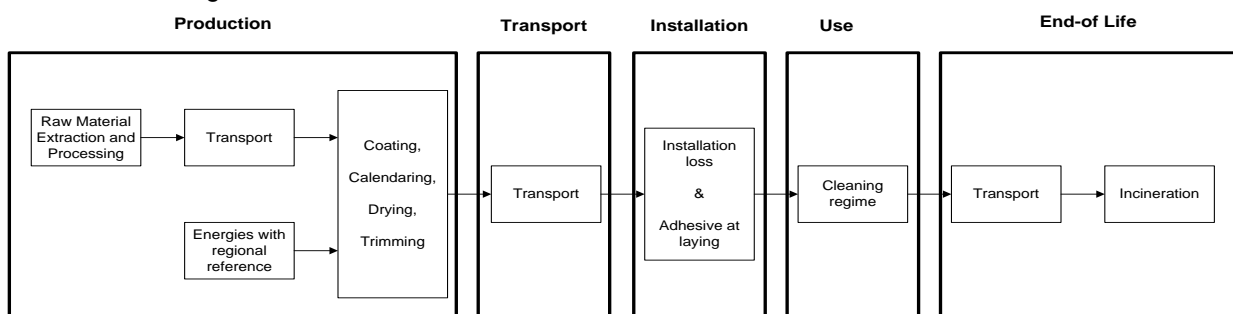 Production
Transport
Installation
Use
End-of Life
Raw Material
Extraction and
Processing
Transport
Energies with
regional
reference
Coating,
Calendaring,
Drying,
Trimming
Transport
Installation
loss
&
Adhesive at
laying
Cleaning
regime
Transport
Incineration